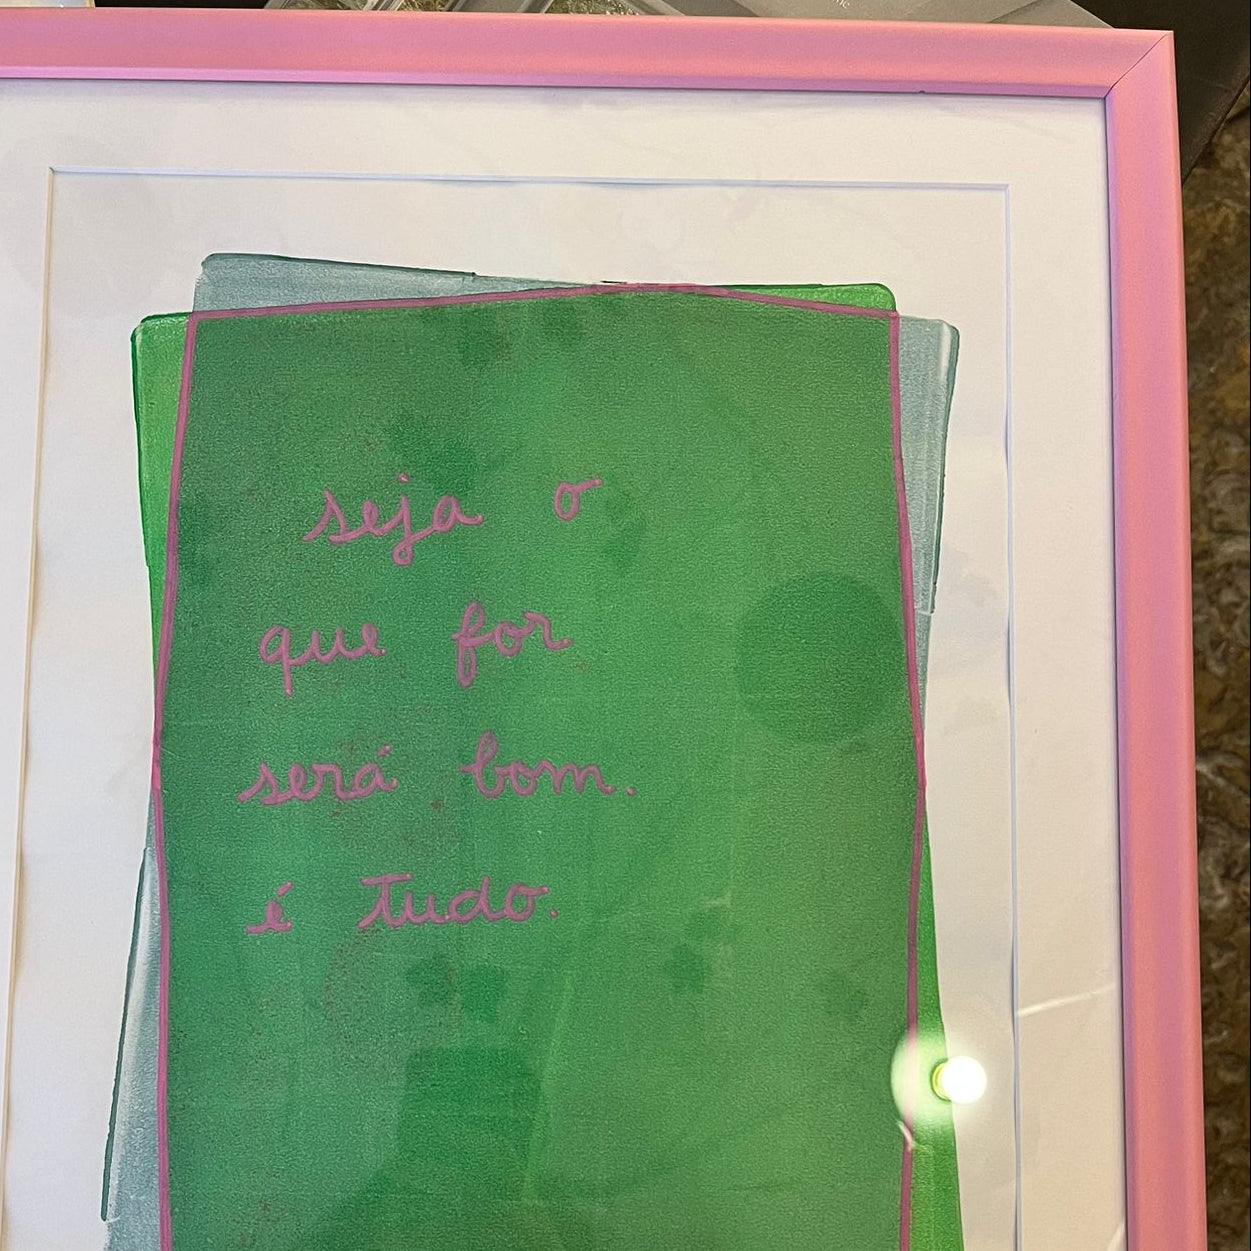 seja o
que for
será bom.
é tudo.